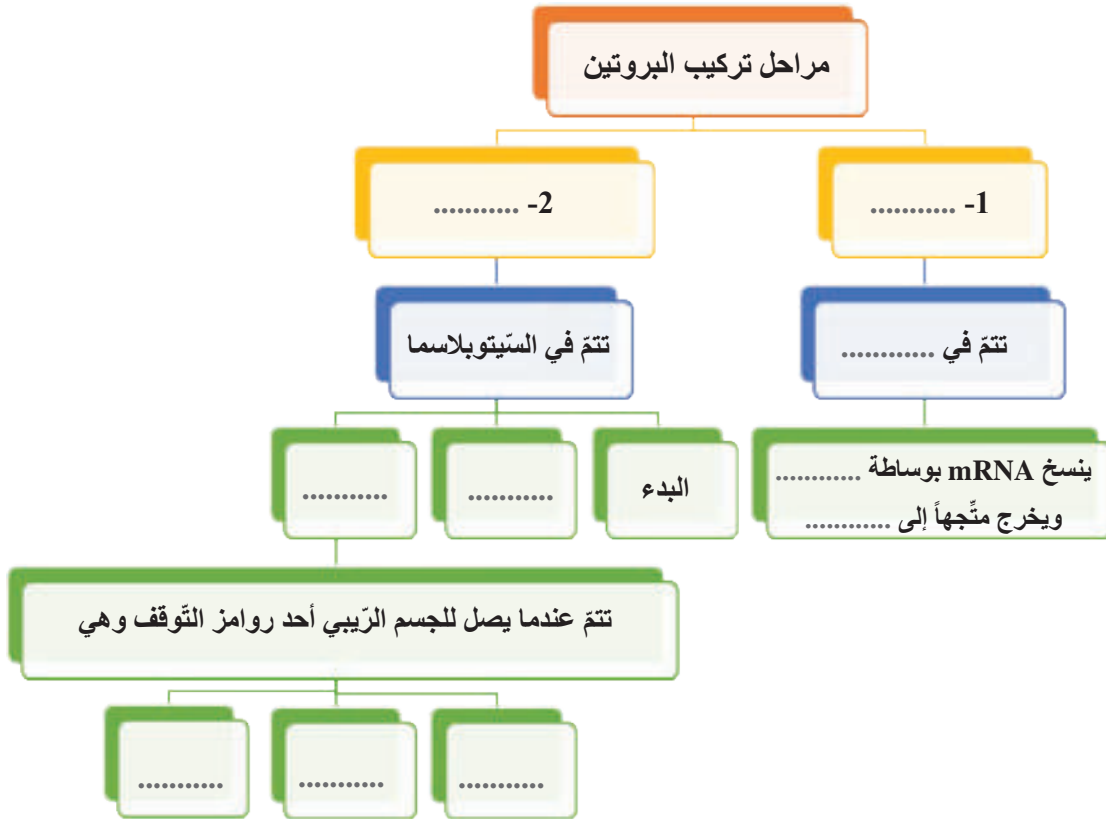 مراحل تركيب البروتين
1- ...........
2- ...........
تتمّ في ............
تتمّ في السّيتوبلاسما
ينسخ mRNA بوساطة ............
ويخرج متِّجهاً إلى ............
البدء
...........
...........
تتمّ عندما يصل للجسم الرّيبي أحد روامز التّوقف وهي
...........
...........
...........